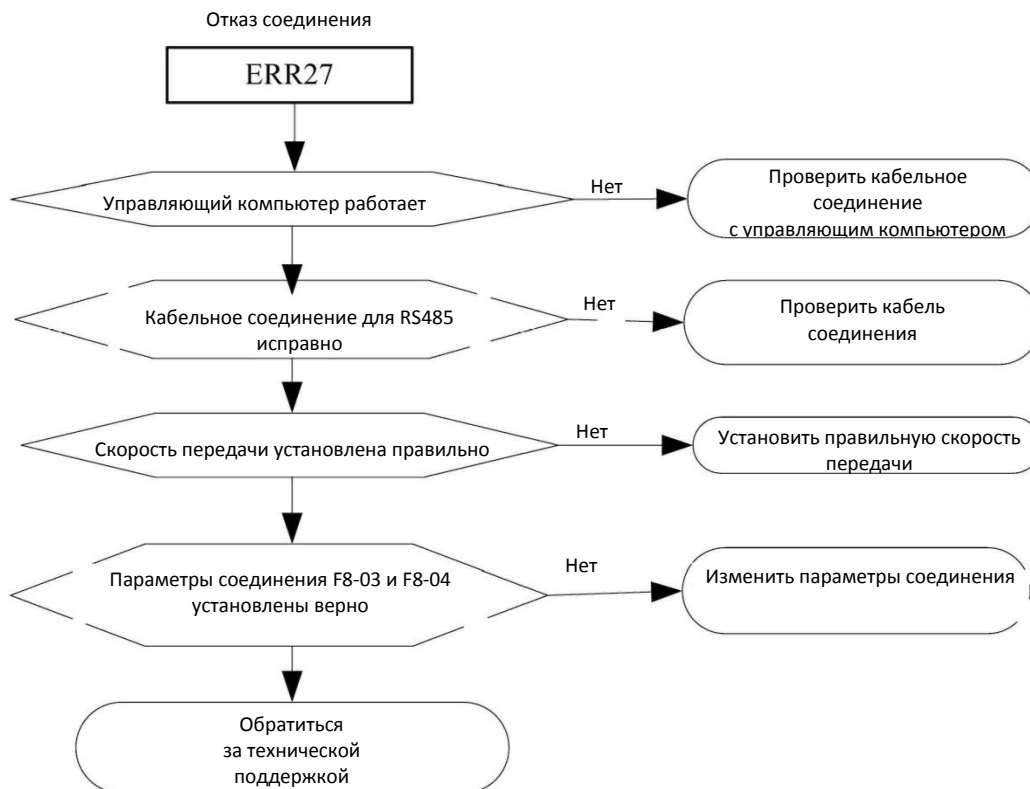 Отказ соединения
ERR27
Управляющий компьютер работает
Нет
Проверить кабельное
соединение
с управляющим компьютером
Кабельное соединение для RS485
исправно
Нет
Проверить кабель
соединения
Скорость передачи установлена правильно
Нет
Установить правильную скорость
передачи
Параметры соединения F8-03 и F8-04
установлены верно
Нет
Изменить параметры соединения
Обратиться
за технической
поддержкой